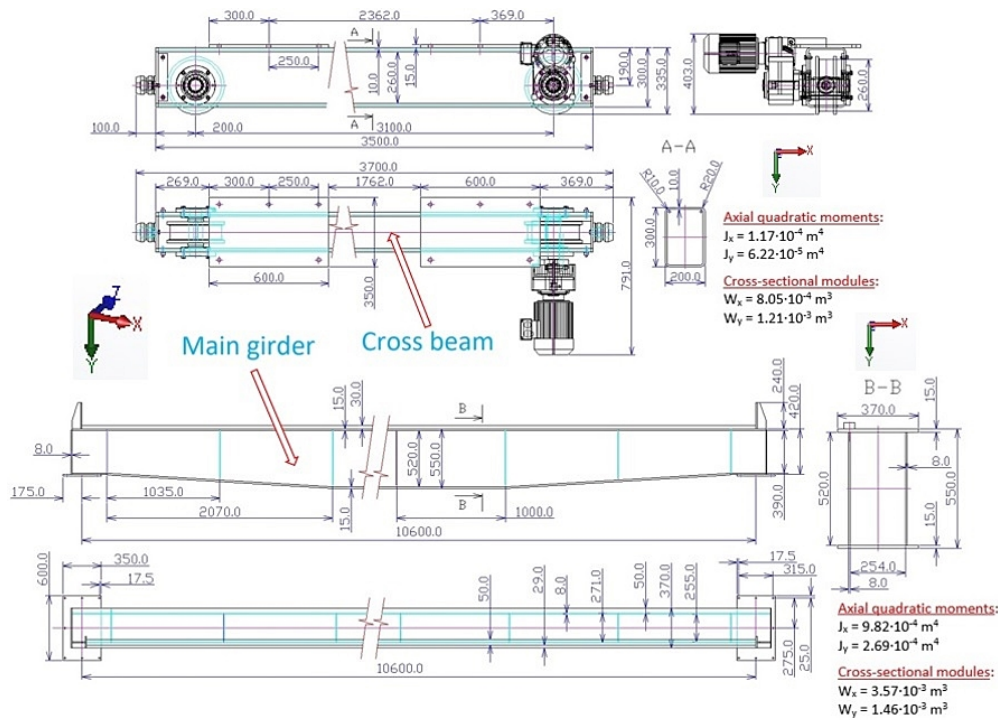 300.0 2362.0 369.0
A
250.0
10.0
260.0
15.0
190.0
300.0
335.0
403.0
260.0
A
100.0 200.0 3100.0
3500.0
A-A
X
Y
3700.0
269.0 300.0 250.0 1762.0 600.0 369.0
R10.0
10.0
R20.0
300.0
200.0
600.0
350.0
791.0
Axial quadratic moments:
Jx = 1.17·10-4 m4
Jy = 6.22·10-5 m4
Cross-sectional modules:
Wx = 8.05·10-4 m3
Wy = 1.21·10-3 m3
Z
X
Y
Main girder
Cross beam
X
Y
B-B
15.0
30.0
B
240.0
420.0
370.0
15.0
8.0
520.0
550.0
8.0
520.0
550.0
175.0
1035.0
2070.0
15.0
B
1000.0
390.0
15.0
10600.0
254.0
8.0
350.0
17.5
600.0
50.0
29.0
8.0
271.0
50.0
370.0
255.0
17.5
315.0
275.0
25.0
10600.0
Axial quadratic moments:
Jx = 9.82·10-4 m4
Jy = 2.69·10-4 m4
Cross-sectional modules:
Wx = 3.57·10-3 m3
Wy = 1.46·10-3 m3